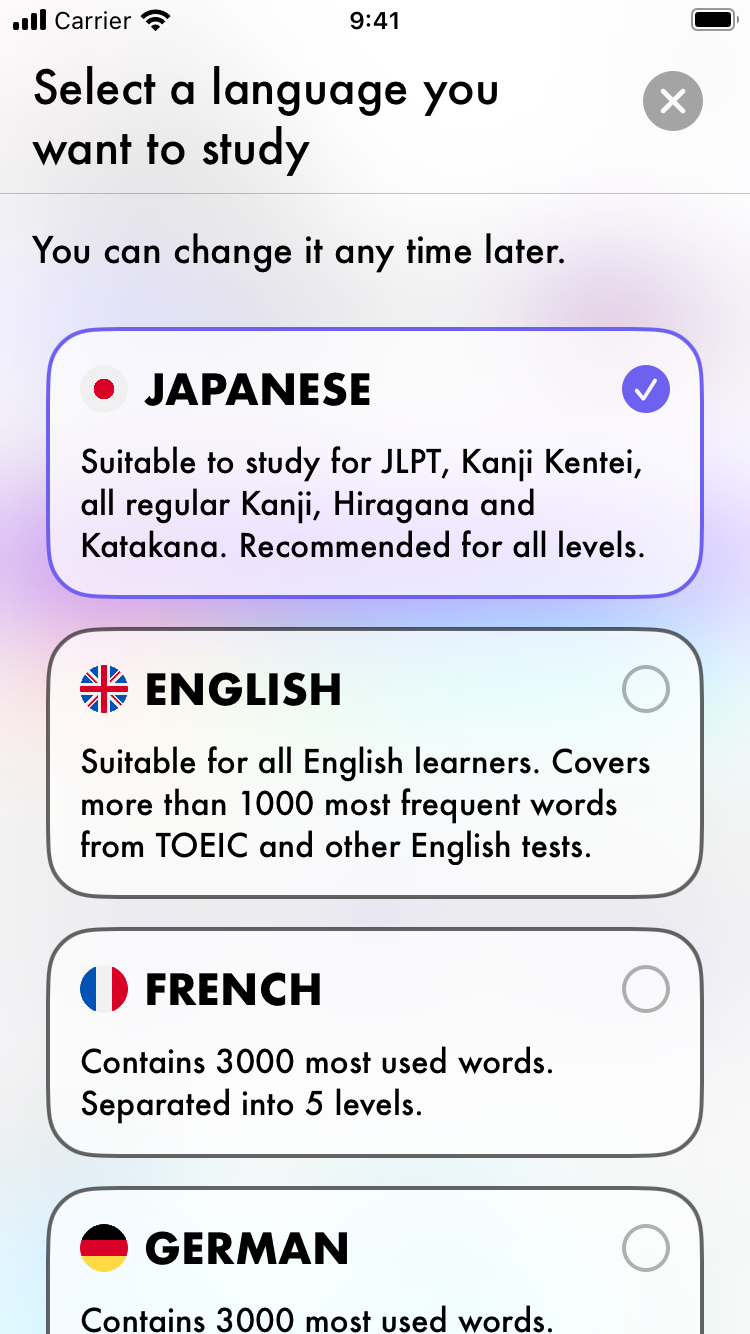 Carrier
9:41
Select a language you
want to study
You can change it any time later.
JAPANESE
Suitable to study for JLPT, Kanji Kentei,
all regular Kanji, Hiragana and
Katakana. Recommended for all levels.
ENGLISH
Suitable for all English learners. Covers
more than 1000 most frequent words
from TOEIC and other English tests.
FRENCH
Contains 3000 most used words.
Separated into 5 levels.
GERMAN
Contains 3000 most used words.